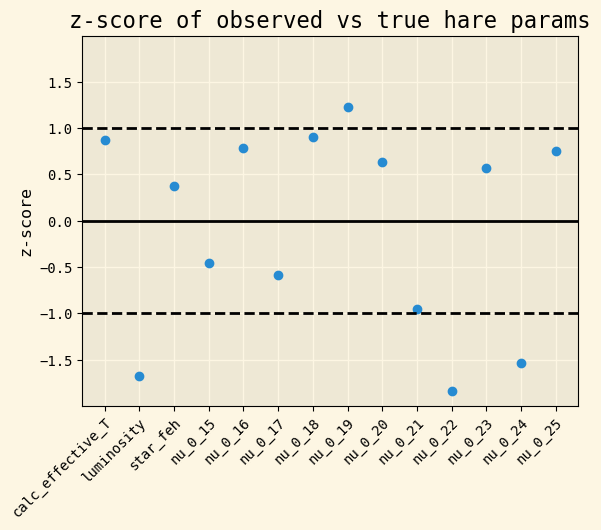 z-score of observed vs true hare params
z-score
1.5
1.0
0.5
0.0
−0.5
−1.0
−1.5
calc_effective_T
luminosity
star_feh
nu_0_15
nu_0_16
nu_0_17
nu_0_18
nu_0_19
nu_0_20
nu_0_21
nu_0_22
nu_0_23
nu_0_24
nu_0_25